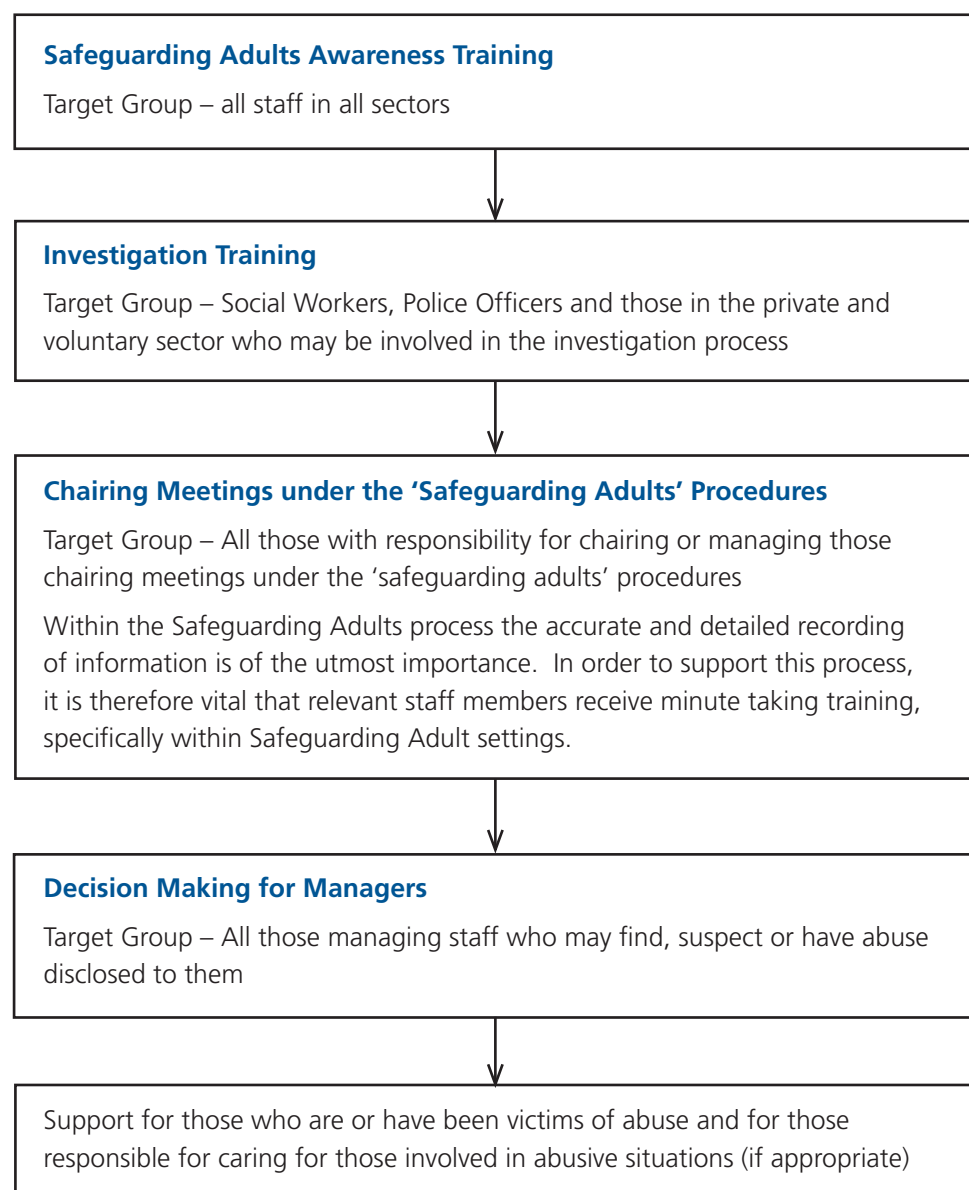 Safeguarding Adults Awareness Training
Target Group – all staff in all sectors
Investigation Training
Target Group – Social Workers, Police Officers and those in the private and
voluntary sector who may be involved in the investigation process
Chairing Meetings under the ‘Safeguarding Adults’ Procedures
Target Group – All those with responsibility for chairing or managing those
chairing meetings under the ‘safeguarding adults’ procedures
Within the Safeguarding Adults process the accurate and detailed recording
of information is of the utmost importance.  In order to support this process,
it is therefore vital that relevant staff members receive minute taking training,
specifically within Safeguarding Adult settings.
Decision Making for Managers
Target Group – All those managing staff who may find, suspect or have abuse
disclosed to them
Support for those who are or have been victims of abuse and for those
responsible for caring for those involved in abusive situations (if appropriate)